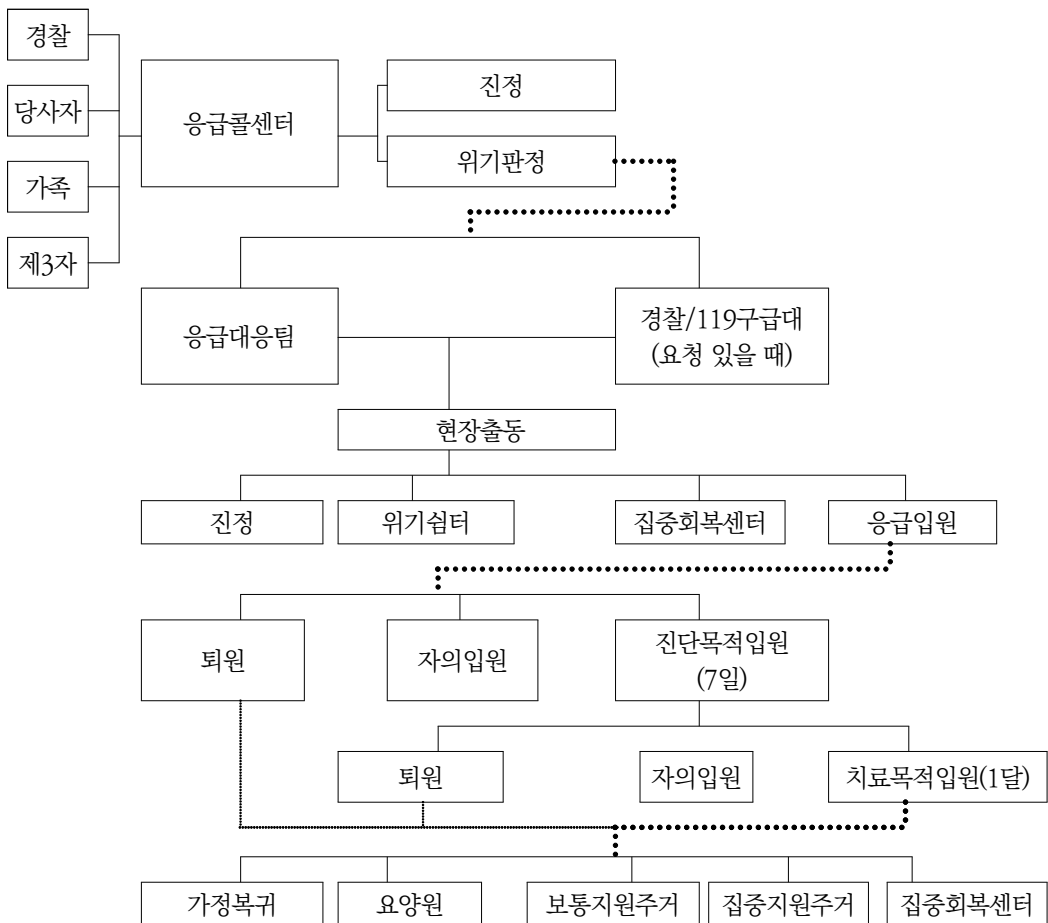 경찰
당사자
가족
제3자
응급콜센터
진정
위기판정
응급대응팀
경찰/119구급대
(요청 있을 때)
현장출동
진정
위기쉼터
집중회복센터
응급입원
퇴원
자의입원
진단목적입원
(7일)
퇴원
자의입원
치료목적입원(1달)
가정복귀
요양원
보통지원주거
집중지원주거
집중회복센터